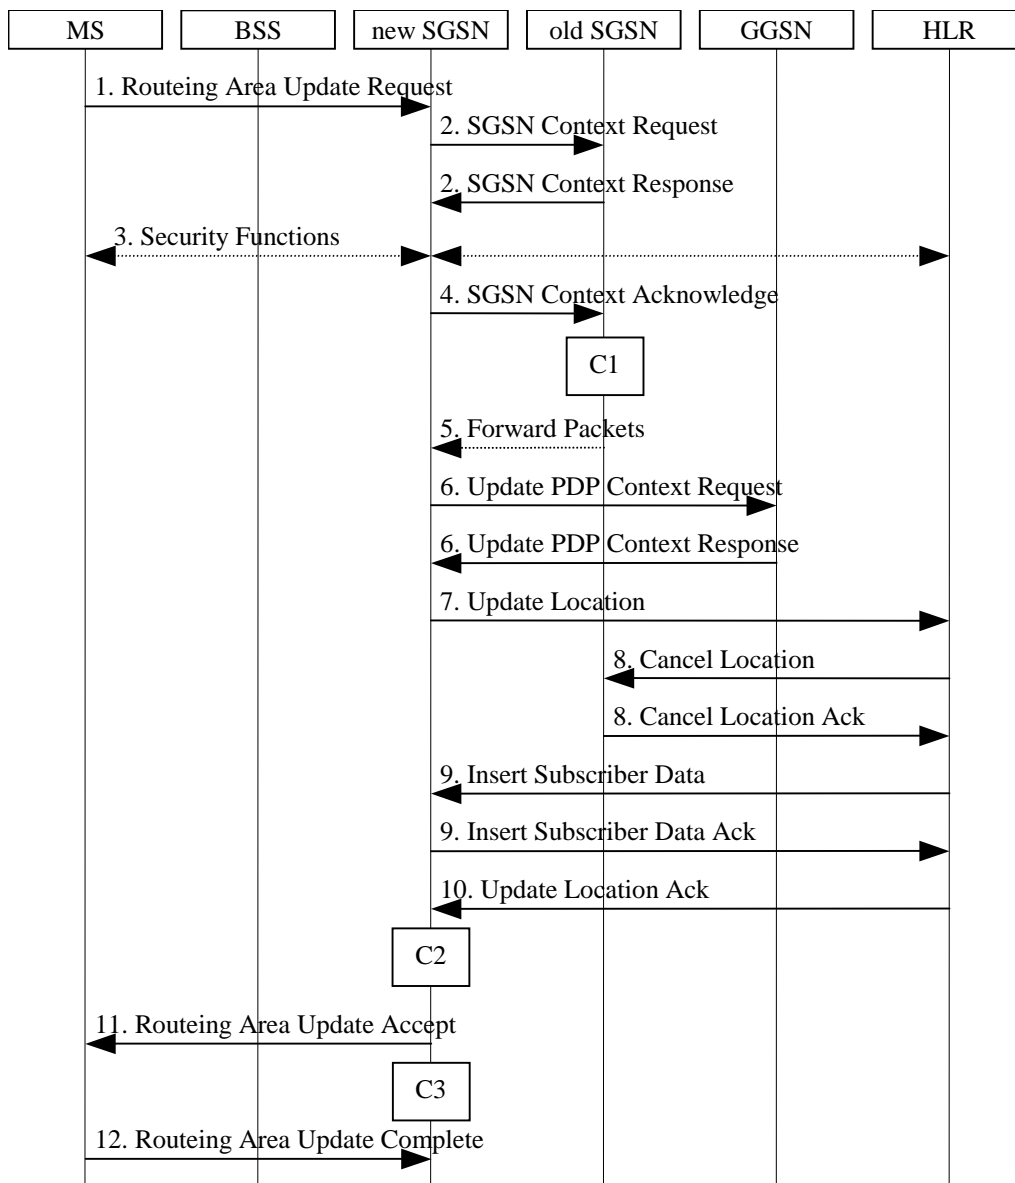 MS BSS new SGSN old SGSN GGSN HLR
1. Routeing Area Update Request
2. SGSN Context Request
2. SGSN Context Response
3. Security Functions
4. SGSN Context Acknowledge
C1
5. Forward Packets
6. Update PDP Context Request
6. Update PDP Context Response
7. Update Location
8. Cancel Location
8. Cancel Location Ack
9. Insert Subscriber Data
9. Insert Subscriber Data Ack
10. Update Location Ack
C2
11. Routeing Area Update Accept
C3
12. Routeing Area Update Complete